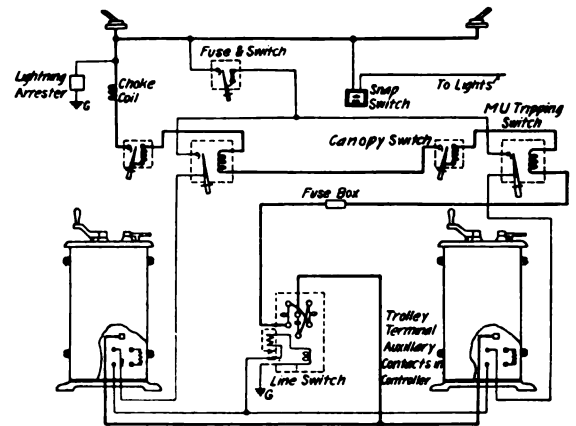 Fuse & Switch
Lightning
Arrester
G
Choke
Coil
Snap
Switch
To Lights
MU Tripping
Switch
Canopy Switch
Fuse Box
Trolley
Terminal
Auxiliary
Contacts in
Controller
Line Switch
G